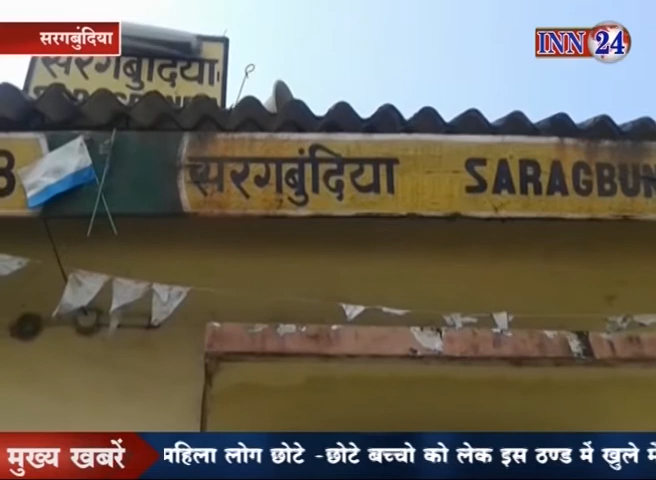 सरगबुंदिया
INN 24
सरगबुंदिया
सरगबुंदिया SARAGBUN
मुख्य खबरें महिला लोग छोटे -छोटे बच्चो को लेक इस ठण्ड में खुले में